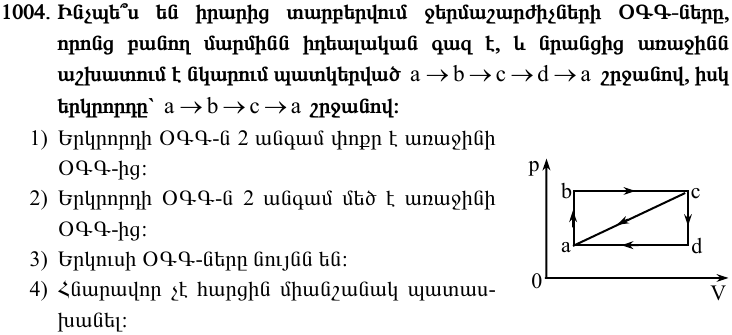 1004. Ինչպե՞ս են իրարից տարբերվում ջերմաշարժիչների ՕԳԳ-ները,
որոնց բանող մարմինն իդեալական գազ է, և նրանցից առաջինն
աշխատում է նկարում պատկերված a → b → c → d → a շրջանով, իսկ
երկրորդը՝ a → b → c → a շրջանով:
1) Երկրորդի ՕԳԳ-ն 2 անգամ փոքր է առաջինի
ՕԳԳ-ից:
2) Երկրորդի ՕԳԳ-ն 2 անգամ մեծ է առաջինի
ՕԳԳ-ից:
3) Երկուսի ՕԳԳ-ները նույնն են:
4) Հնարավոր չէ հարցին միանշանակ պատաս-
խանել:
p
b c
a d
0 V